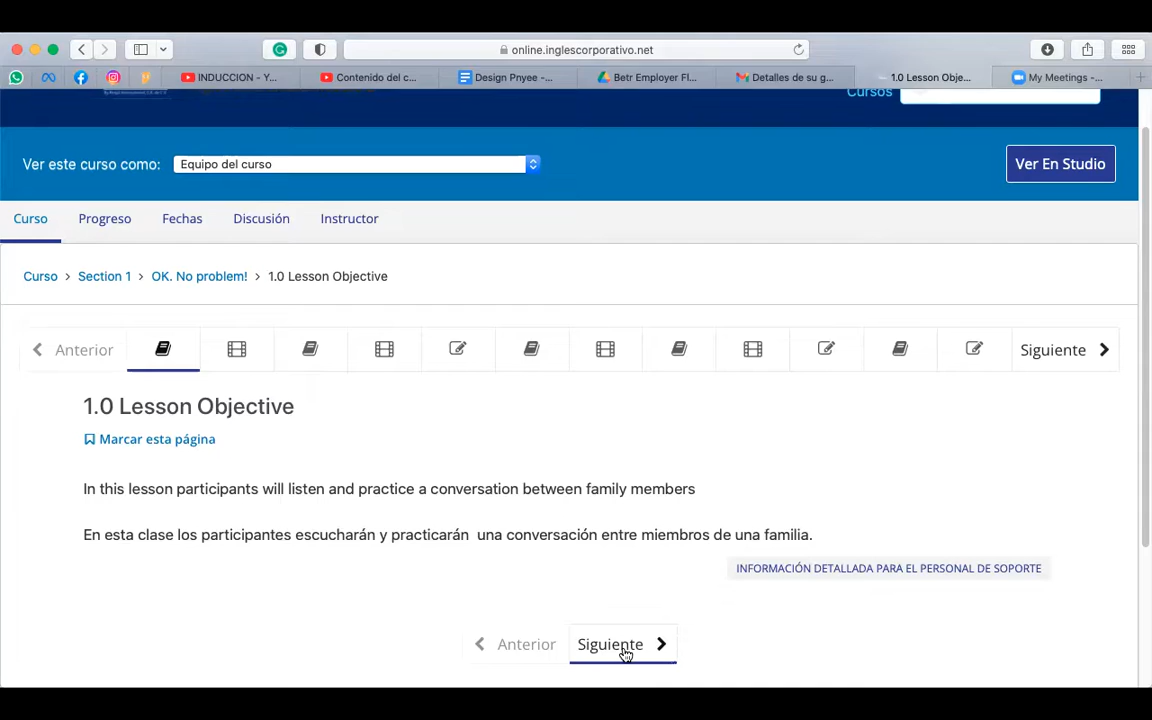 online.inglescorporativo.net
INDUCCION - Y...
Contenido del c...
Design Pnyee -...
Betr Employer Fl...
Detalles de su g...
1.0 Lesson Obje...
My Meetings -...
Cursos
Ver este curso como:
Equipo del curso
Ver En Studio
Curso
Progreso
Fechas
Discusión
Instructor
Curso > Section 1 > OK. No problem! > 1.0 Lesson Objective
Anterior
Siguiente
1.0 Lesson Objective
Marcar esta página
In this lesson participants will listen and practice a conversation between family members
En esta clase los participantes escucharán y practicarán una conversación entre miembros de una familia.
INFORMACIÓN DETALLADA PARA EL PERSONAL DE SOPORTE
Anterior
Siguiente